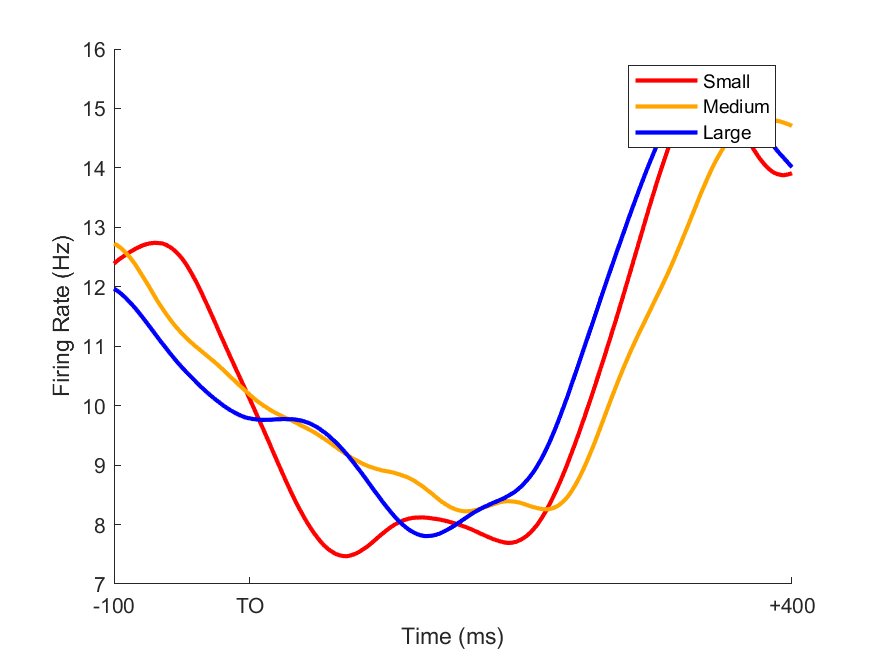 16
15
14
13
12
11
10
9
8
7
Firing Rate (Hz)
Small
Medium
Large
-100
TO
+400
Time (ms)